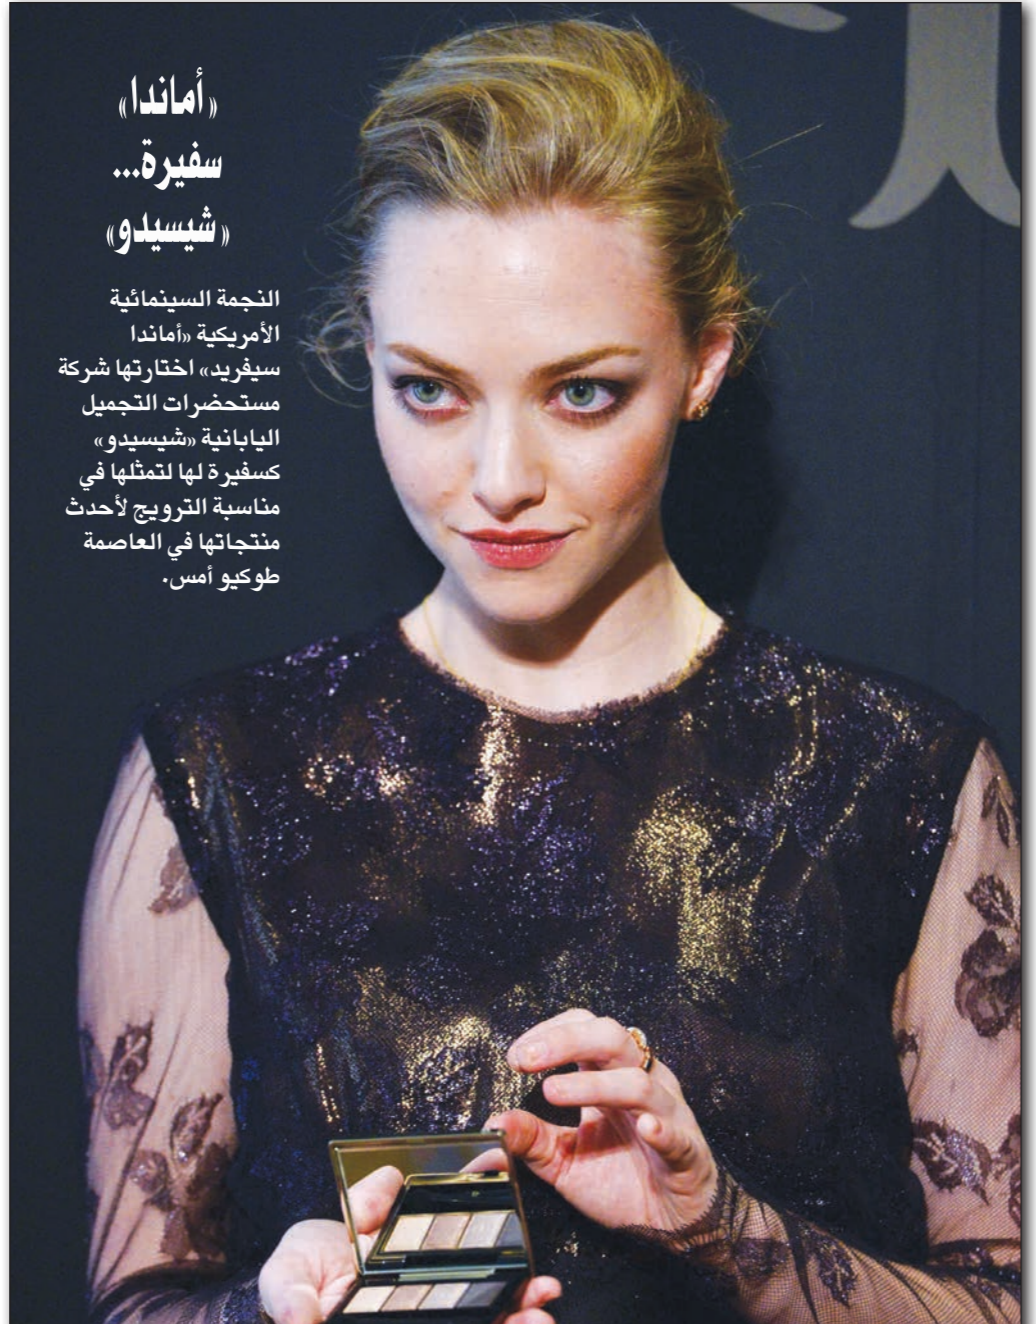 «أماندا»
سفيرة...
«شيسيدو»
النجمة السينمائية
الأمريكية «أماندا
سيفريد» اختارتها شركة
مستحضرات التجميل
اليابانية «شيسيدو»
كسفيرة لها لتمثلها في
مناسبة الترويج لأحدث
منتجاتها في العاصمة
طوكيو أمس.